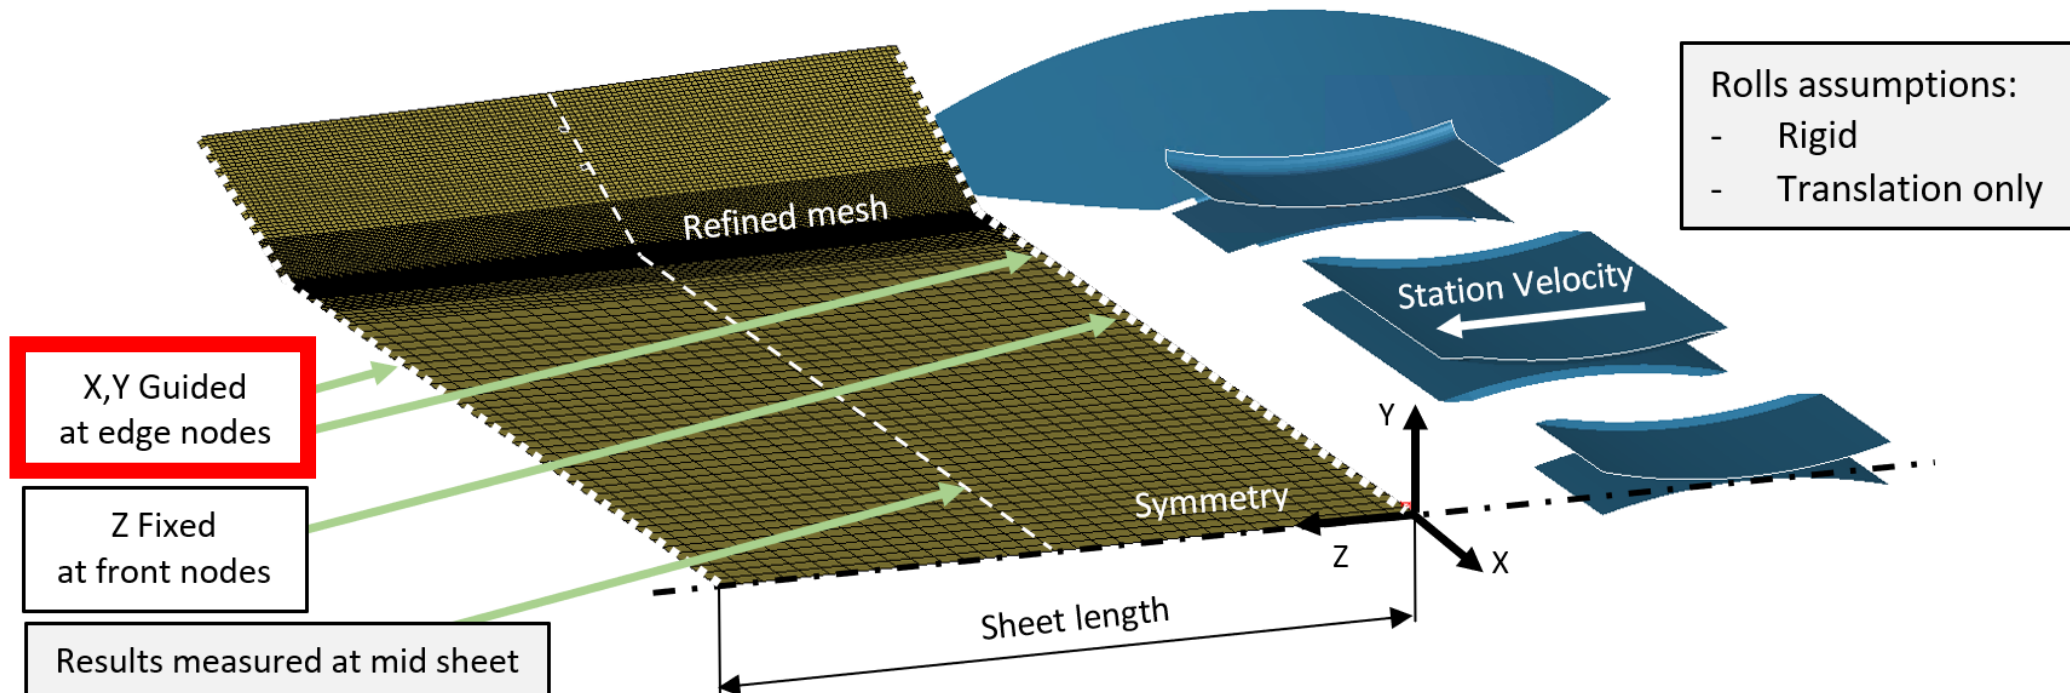 Rolls assumptions:
- Rigid
- Translation only
Refined mesh
Station Velocity
X,Y Guided
at edge nodes
Z Fixed
at front nodes
Results measured at mid sheet
Symmetry
Y
Z
X
Sheet length